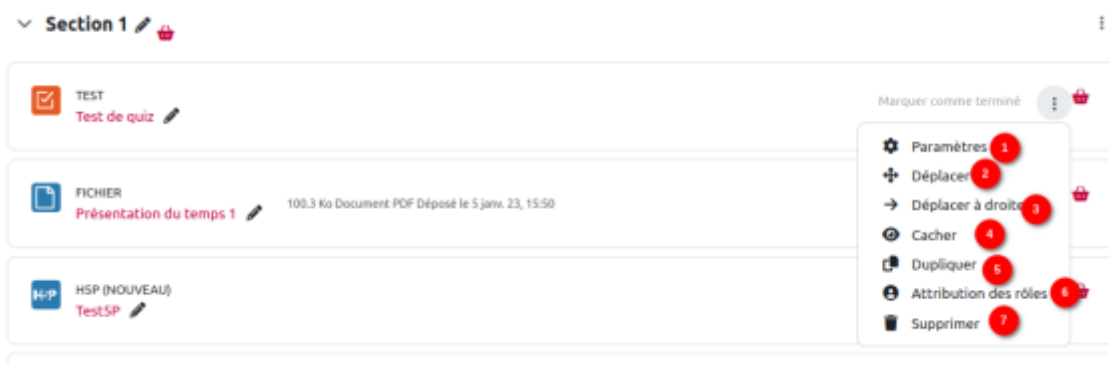 Section 1
TEST
Test de quiz
Marquer comme terminé
Paramètres 1
Déplacer 2
FICHIER
Présentation du temps 1
100.3 Ko Document PDF Déposé le 5 janv. 23, 15:50
Déplacer à droite 3
Cacher 4
Dupliquer 5
H5P
H5P (NOUVEAU)
Test5P
Attribution des rôles 6
Supprimer 7